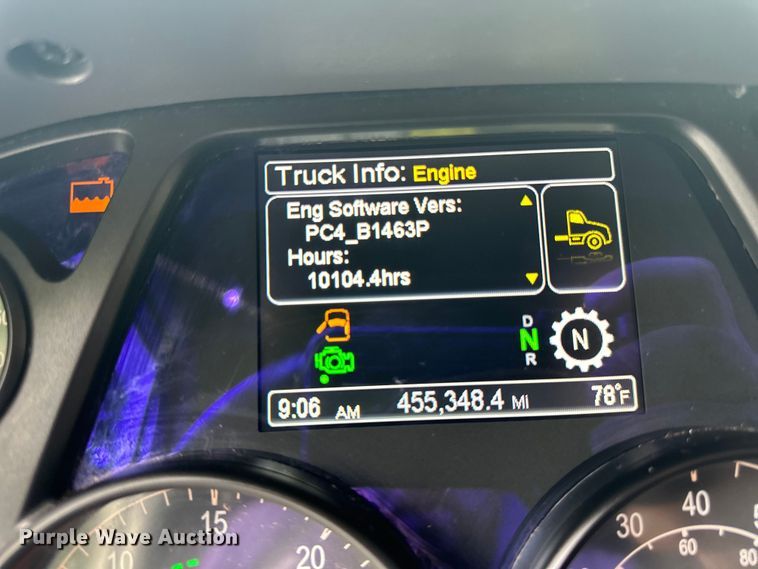 Truck Info: Engine
Eng Software Vers:
PC4_B1463P
Hours:
10104.4hrs
D
N
R
N
9:06 AM 455,348.4 Mi 78°F
10 15 20
30 40
60 80
Purple Wave Auction®